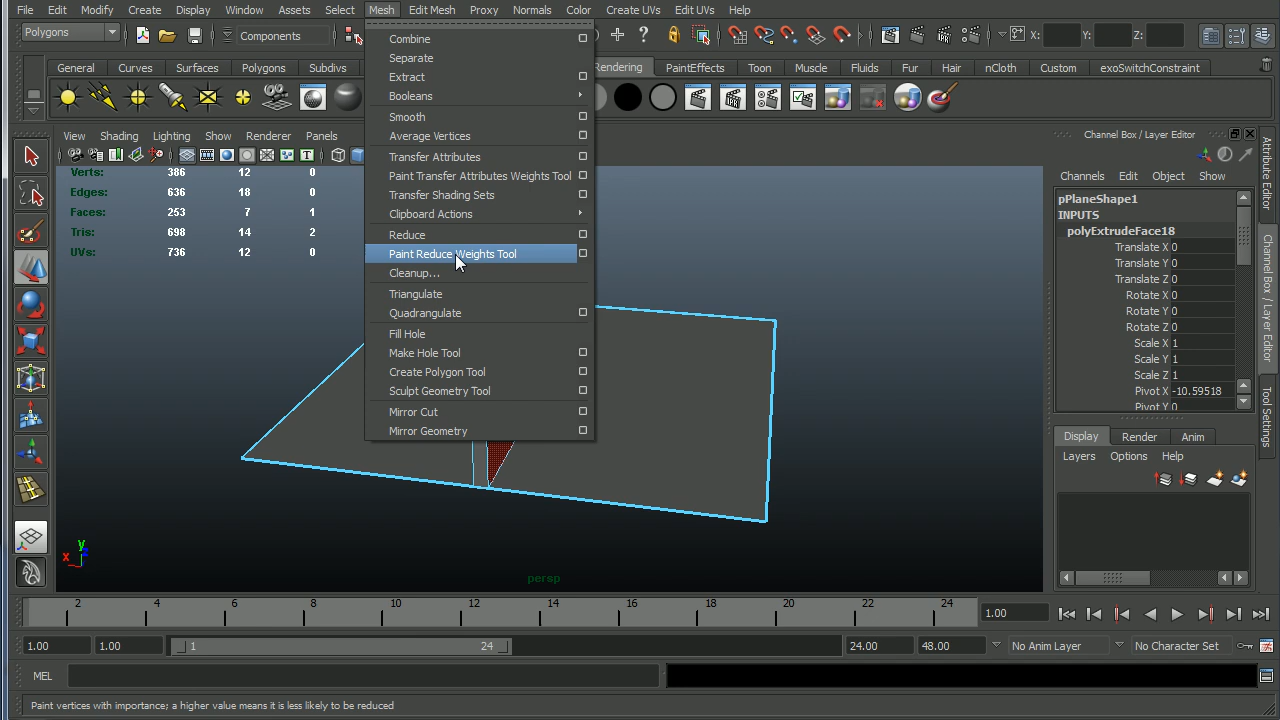 File Edit Modify Create Display Window Assets Select Mesh Edit Mesh Proxy Normals Color Create UVs Edit UVs Help
Polygons Components X: Y: Z:
General Curves Surfaces Polygons Subdivs Rendering PaintEffects Toon Muscle Fluids Fur Hair nCloth Custom exoSwitchConstraint
View Shading Lighting Show Renderer Panels
Verts: 386 12 0
Edges: 636 18 0
Faces: 253 7 1
Tris: 698 14 2
UVs: 736 12 0
Combine
Separate
Extract
Booleans
Smooth
Average Vertices
Transfer Attributes
Paint Transfer Attributes Weights Tool
Transfer Shading Sets
Clipboard Actions
Reduce
Paint Reduce Weights Tool
Cleanup...
Triangulate
Quadrangulate
Fill Hole
Make Hole Tool
Create Polygon Tool
Sculpt Geometry Tool
Mirror Cut
Mirror Geometry
y
x z
persp
Channel Box / Layer Editor
Channels Edit Object Show
pPlaneShape1
INPUTS
polyExtrudeFace18
Translate X 0
Translate Y 0
Translate Z 0
Rotate X 0
Rotate Y 0
Rotate Z 0
Scale X 1
Scale Y 1
Scale Z 1
Pivot X -10.59518
Pivot Y 0
Display Render Anim
Layers Options Help
Attribute Editor
Channel Box / Layer Editor
Tool Settings
2 4 6 8 10 12 14 16 18 20 22 24 1.00
1.00 1.00 1 24 24.00 48.00 No Anim Layer No Character Set
MEL
Paint vertices with importance; a higher value means it is less likely to be reduced